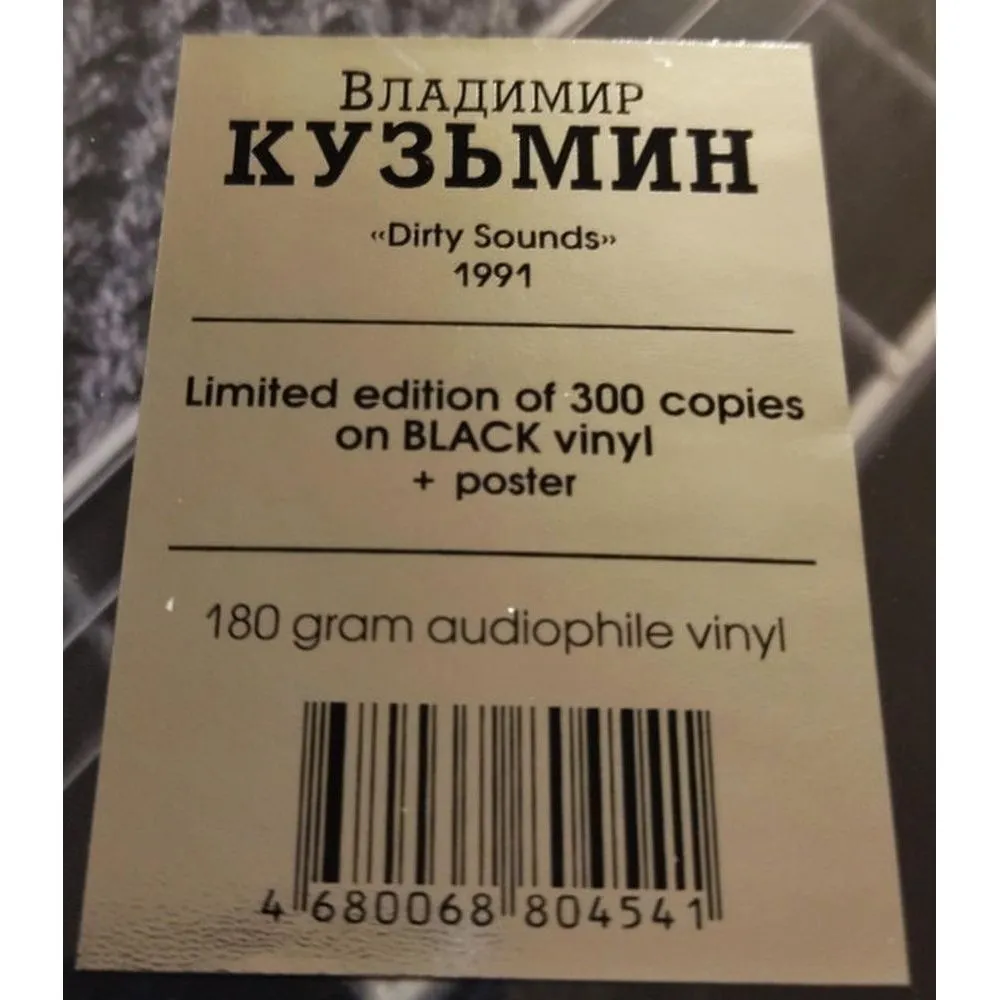 Владимир
КУЗЬМИН
«Dirty Sounds»
1991
Limited edition of 300 copies
on BLACK vinyl
+ poster
180 gram audiophile vinyl
4 680068 804541